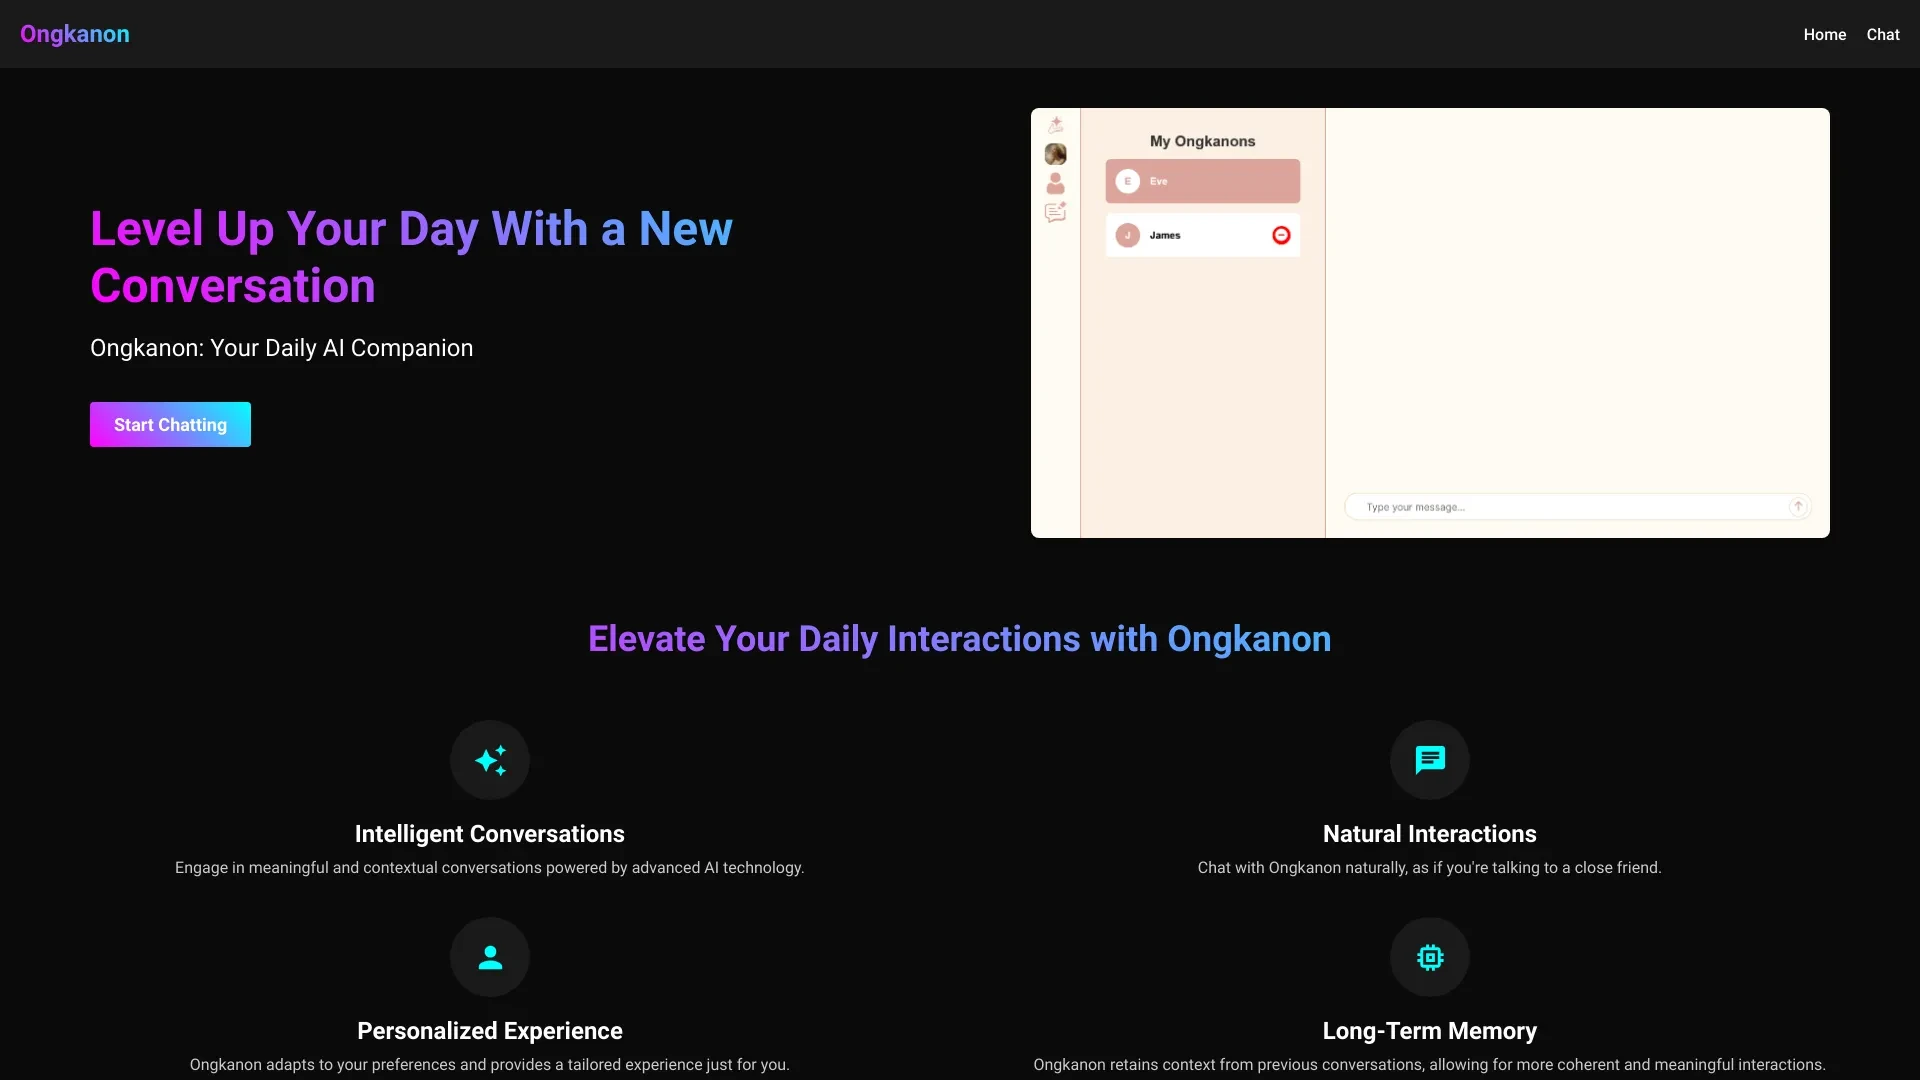 Ongkanon
Home
Chat
Level Up Your Day With a New
Conversation
Ongkanon: Your Daily AI Companion
Start Chatting
My Ongkanons
E
Eve
J
James
Type your message...
Elevate Your Daily Interactions with Ongkanon
Intelligent Conversations
Engage in meaningful and contextual conversations powered by advanced AI technology.
Natural Interactions
Chat with Ongkanon naturally, as if you're talking to a close friend.
Personalized Experience
Ongkanon adapts to your preferences and provides a tailored experience just for you.
Long-Term Memory
Ongkanon retains context from previous conversations, allowing for more coherent and meaningful interactions.